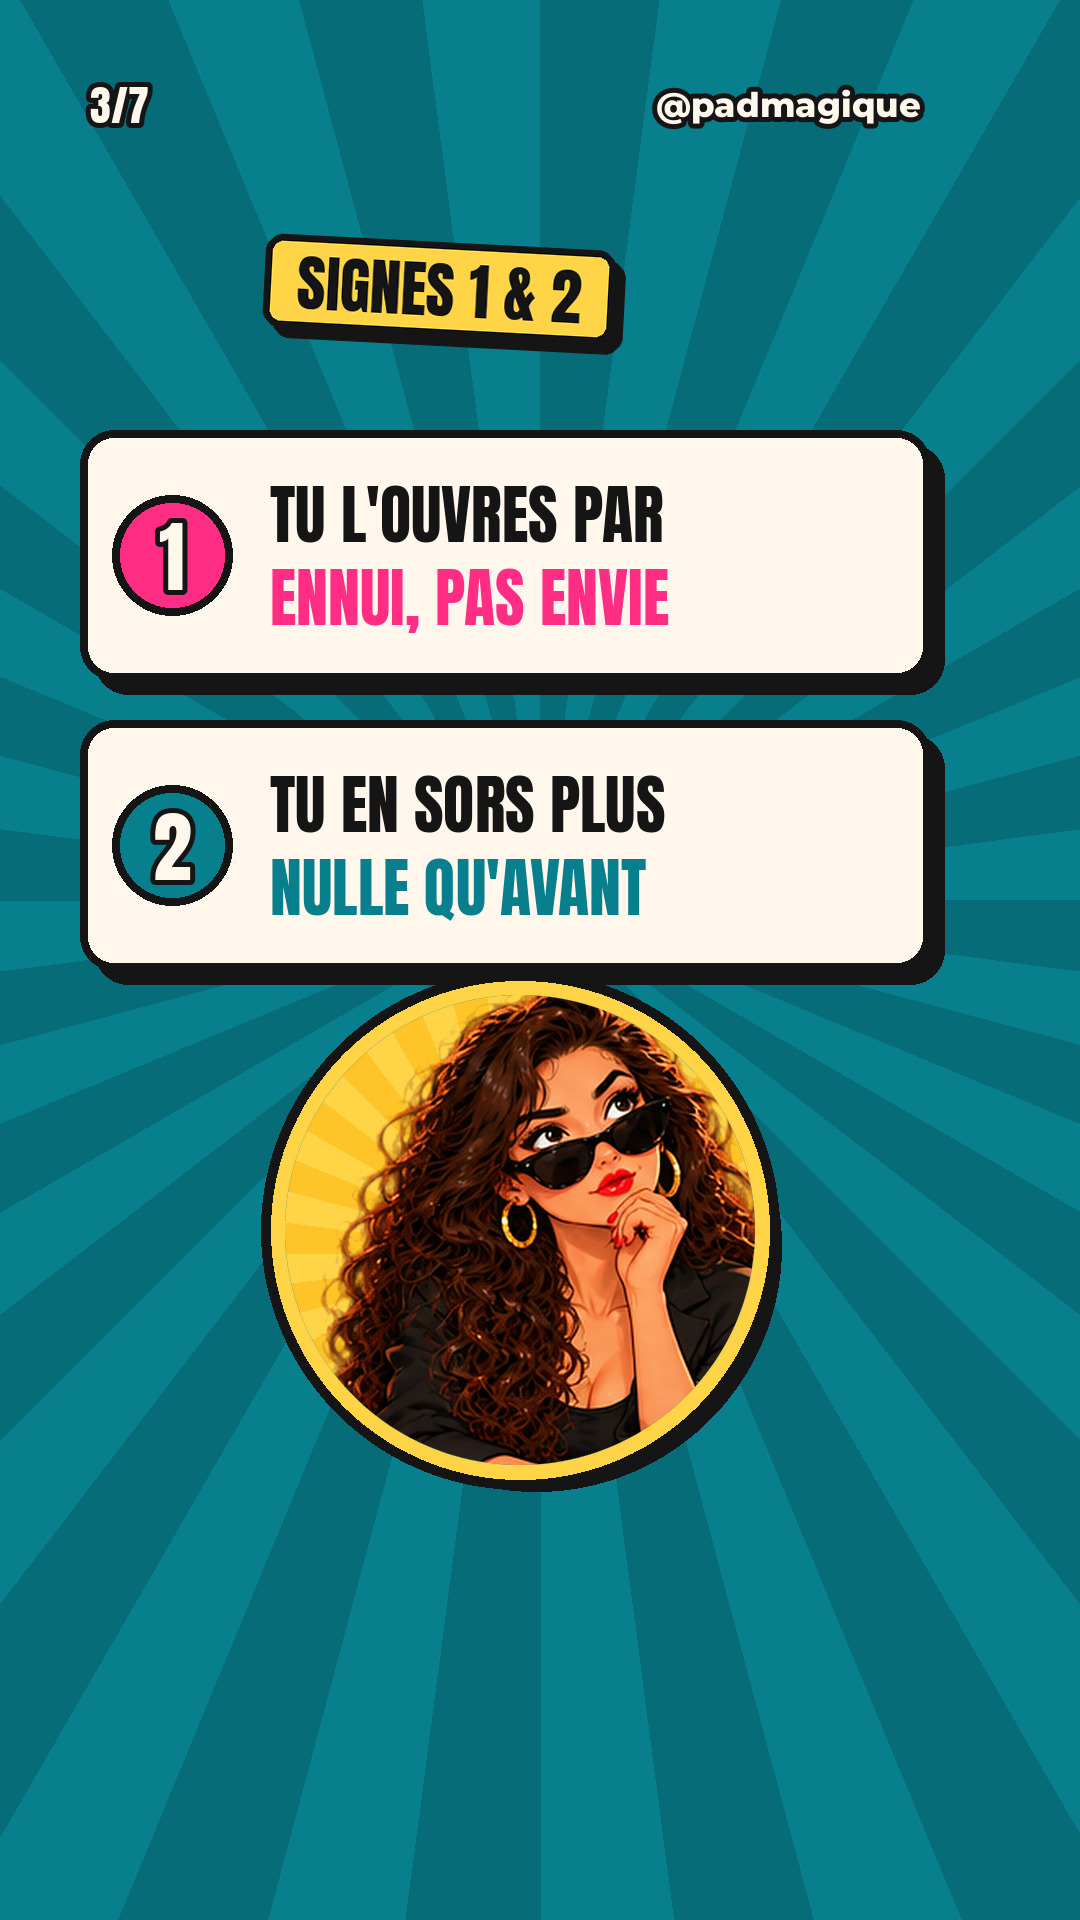 3/7
@padmagique
SIGNES 1 & 2
1
TU L'OUVRES PAR
ENNUI, PAS ENVIE
2
TU EN SORS PLUS
NULLE QU'AVANT